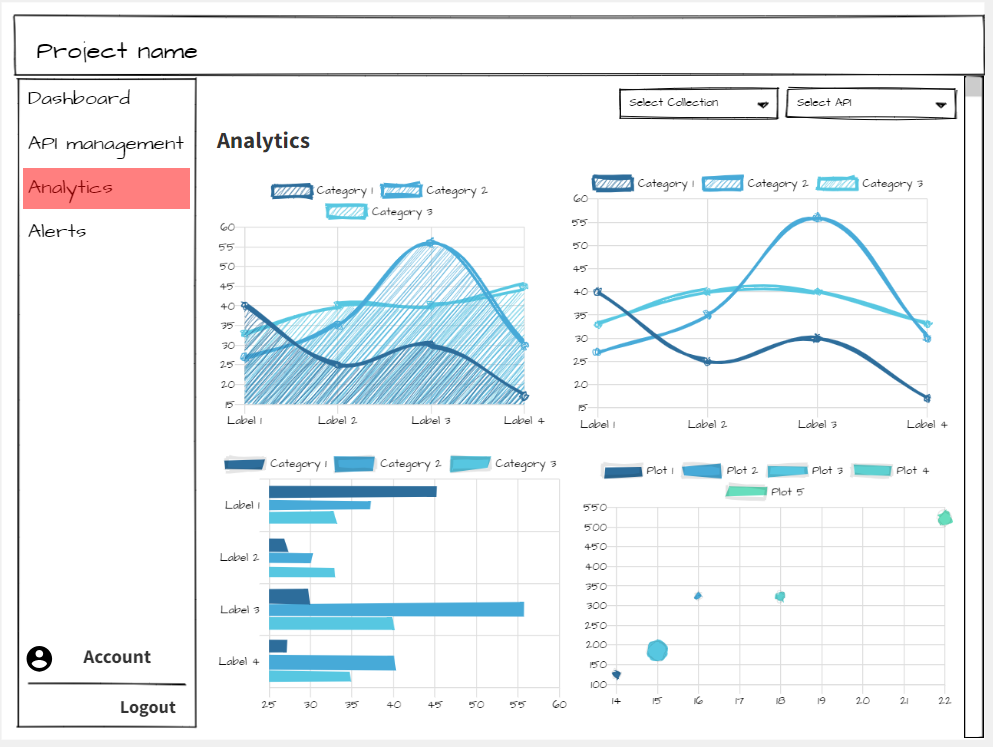 Project name
Dashboard
API management
Analytics
Alerts
Account
Logout
Select Collection
Select API
Analytics
Category 1
Category 2
Category 3
60
55
50
45
40
35
30
25
20
15
Label 1
Label 2
Label 3
Label 4
Category 1
Category 2
Category 3
60
55
50
45
40
35
30
25
20
15
Label 1
Label 2
Label 3
Label 4
Category 1
Category 2
Category 3
Label 1
Label 2
Label 3
Label 4
25
30
35
40
45
50
55
60
Plot 1
Plot 2
Plot 3
Plot 4
Plot 5
550
500
450
400
350
300
250
200
150
100
14
15
16
17
18
19
20
21
22